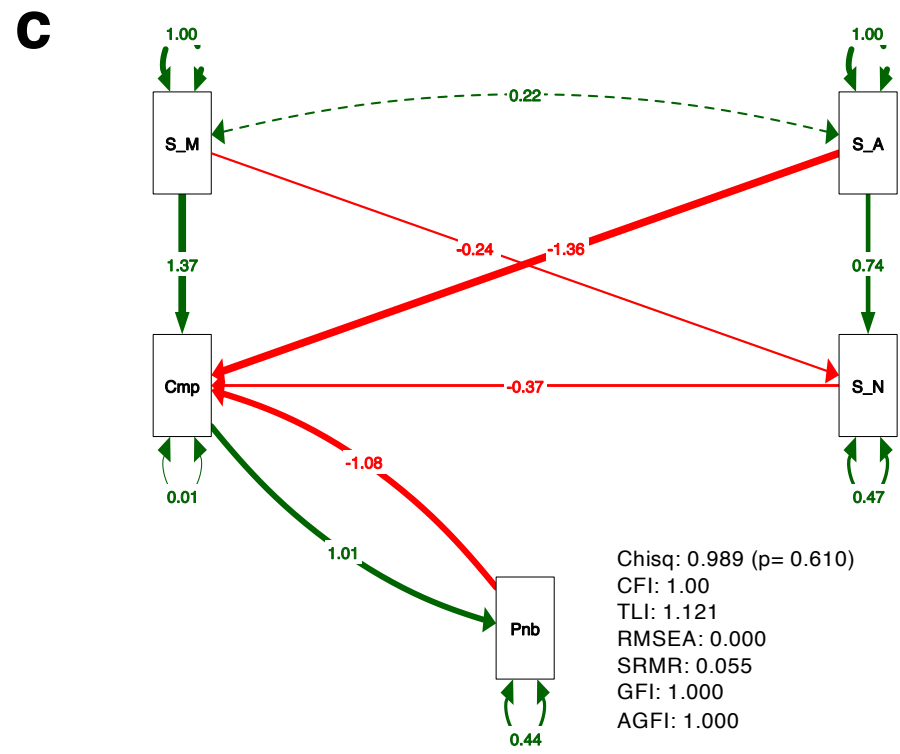 C
1.00
1.00
0.22
S_M
S_A
-0.24
-1.36
1.37
0.74
Cmp
-0.37
S_N
-1.08
0.01
0.47
1.01
Chisq: 0.989 (p= 0.610)
CFI: 1.00
TLI: 1.121
Pnb
RMSEA: 0.000
SRMR: 0.055
GFI: 1.000
AGFI: 1.000
0.44